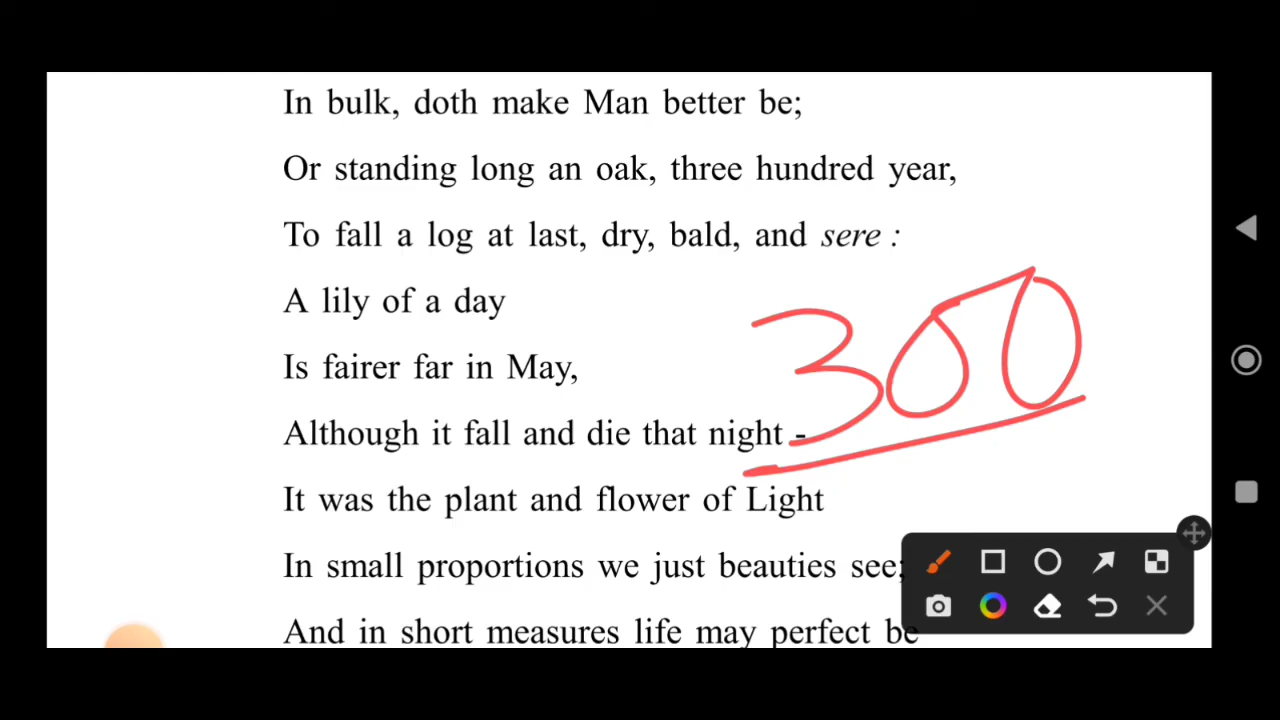 In bulk, doth make Man better be;
Or standing long an oak, three hundred year,
To fall a log at last, dry, bald, and sere :
A lily of a day
Is fairer far in May,
300
Although it fall and die that night -
It was the plant and flower of Light
In small proportions we just beauties see;
And in short measures life may perfect be